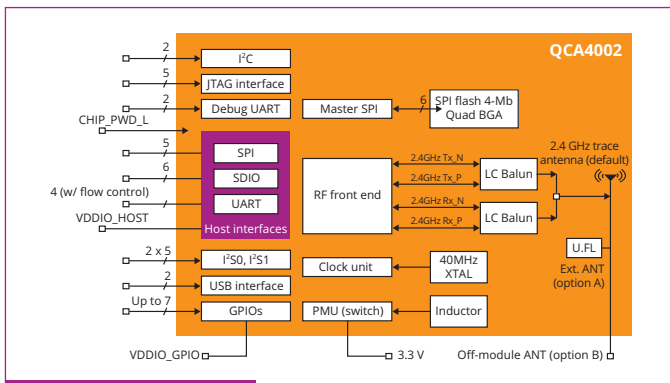 QCA4002
2
I²C
5
JTAG interface
2
Debug UART
Master SPI
6
SPI flash 4-Mb
Quad BGA
CHIP_PWD_L
5
SPI
6
SDIO
4 (w/ flow control)
UART
VDDIO_HOST
Host interfaces
RF front end
2.4GHz Tx_N
2.4GHz Tx_P
2.4GHz Rx_N
2.4GHz Rx_P
LC Balun
LC Balun
2.4 GHz trace
antenna (default)
U.FL
Ext. ANT
(option A)
2 x 5
I²S0, I²S1
2
USB interface
Up to 7
GPIOs
Clock unit
40MHz
XTAL
PMU (switch)
Inductor
VDDIO_GPIO
3.3 V
Off-module ANT (option B)